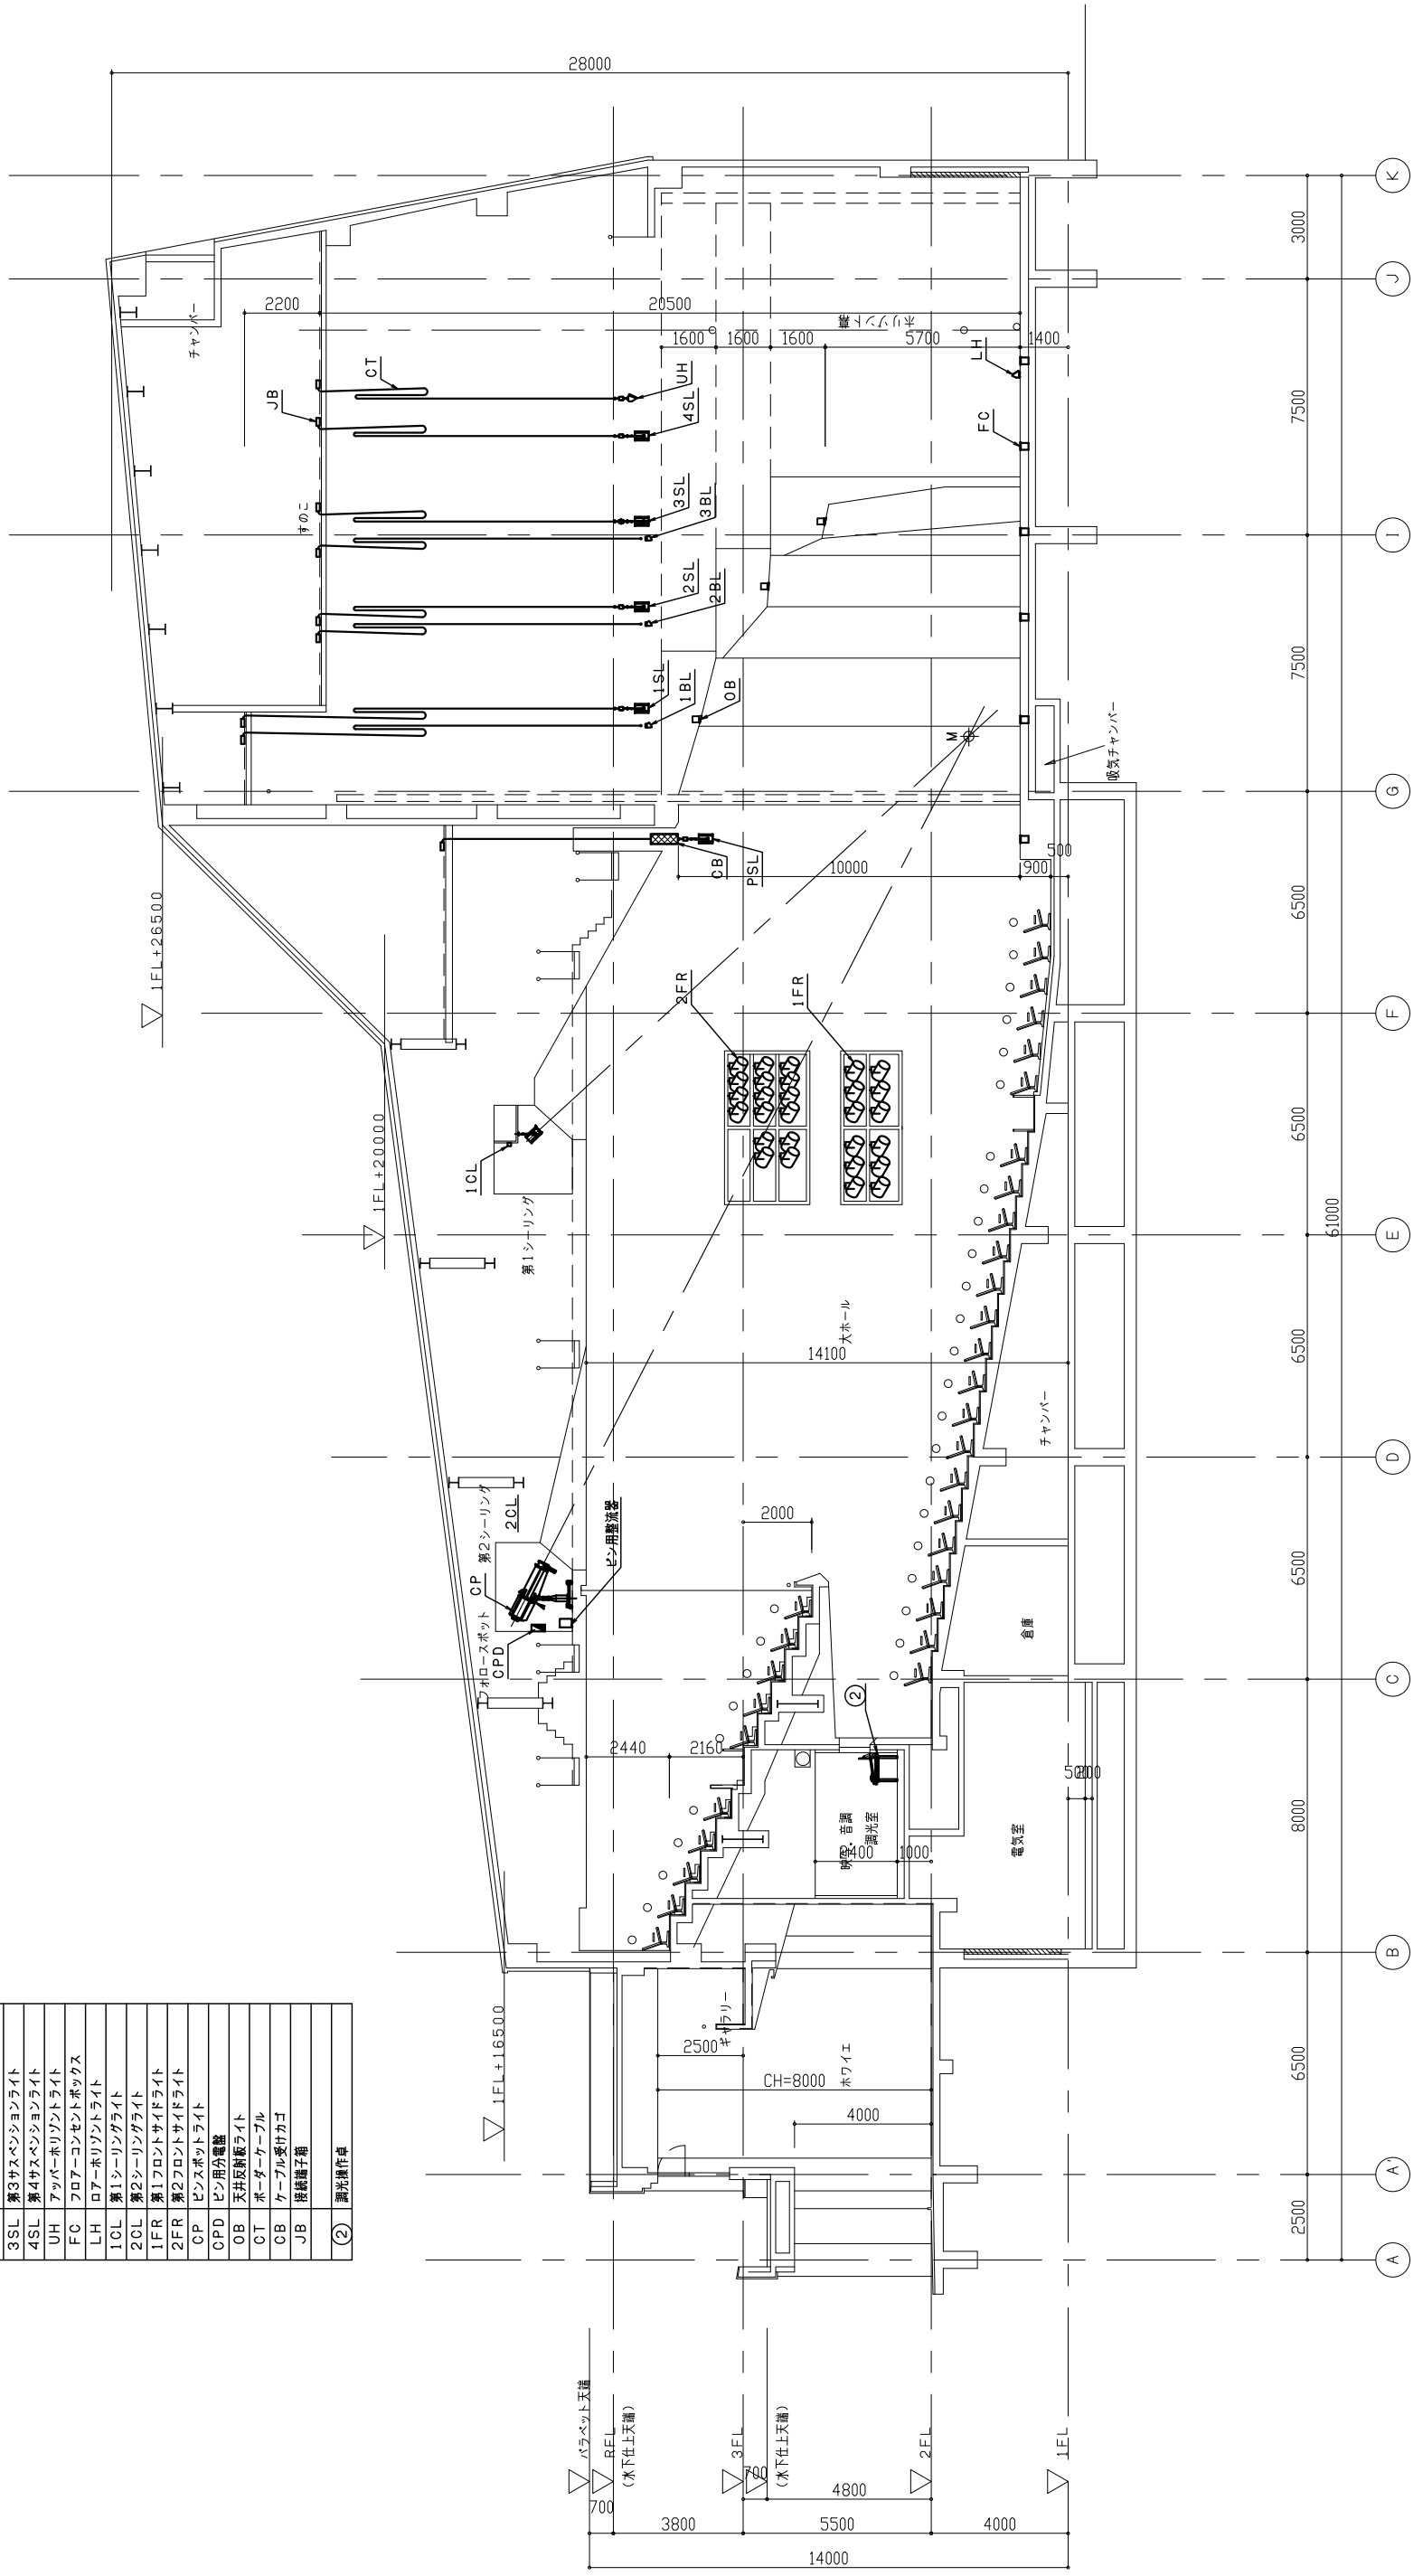 3SL 第3サスペンションライト
4SL 第4サスペンションライト
UH アッパーホリゾントライト
FC フロアーコンセントボックス
LH ロアーホリゾントライト
1CL 第1シーリングライト
2CL 第2シーリングライト
1FR 第1フロントサイドライト
2FR 第2フロントサイドライト
CP ピンスポットライト
CPD ピン用分電盤
OB 天井反射板ライト
CT ボーダーケーブル
CB ケーブル受けカゴ
JB 接続端子箱
② 調光操作卓
1FL+16500
1FL+20000
1FL+26500
28000
チャンバー
2200
20500
CT
JB
すのこ
UH
4SL
3SL
3BL
2SL
2BL
1SL
1BL
OB
1600
1600
1600
5700
1400
ホリゾント幕
LH
FC
M
吸気チャンバー
CB
PSL
10000
900
500
2FR
1FR
1CL
第1シーリング
大ホール
14100
チャンバー
2CL
第2シーリング
CP
フォロースポット
CPD
ピン用整流器
2000
倉庫
②
2440
2160
映写・音調
調光室
2400
1000
電気室
500
200
ギャラリー
2500
CH=8000
ホワイエ
4000
パラペット天端
RFL
(水下仕上天端)
3FL
700
(水下仕上天端)
2FL
1FL
700
3800
4800
5500
4000
14000
2500
6500
8000
6500
6500
6500
6500
7500
7500
3000
61000
A
A'
B
C
D
E
F
G
I
J
K